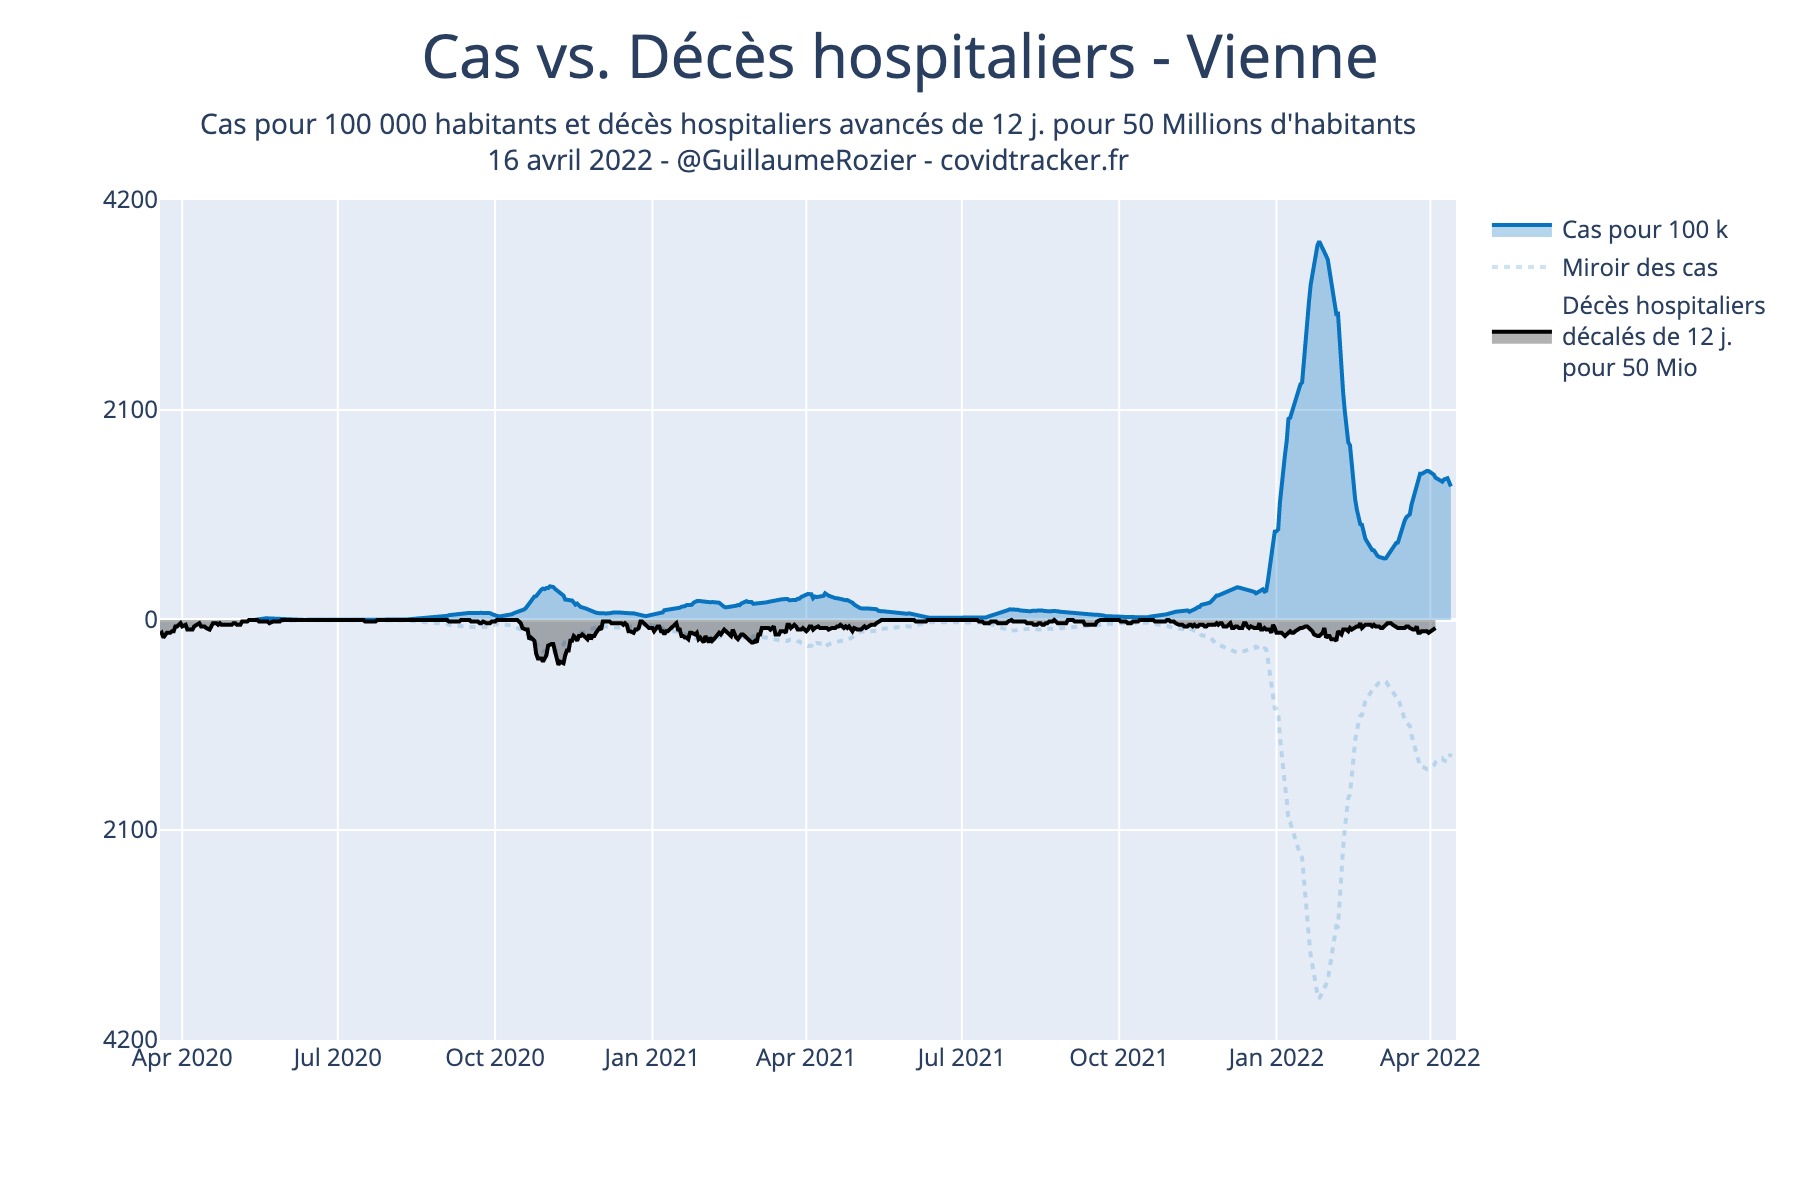 Cas vs. Décès hospitaliers - Vienne
Cas pour 100 000 habitants et décès hospitaliers avancés de 12 j. pour 50 Millions d'habitants
16 avril 2022 - @GuillaumeRozier - covidtracker.fr
4200
2100
0
2100
4200
Apr 2020
Jul 2020
Oct 2020
Jan 2021
Apr 2021
Jul 2021
Oct 2021
Jan 2022
Apr 2022
Cas pour 100 k
Miroir des cas
Décès hospitaliers
décalés de 12 j.
pour 50 Mio